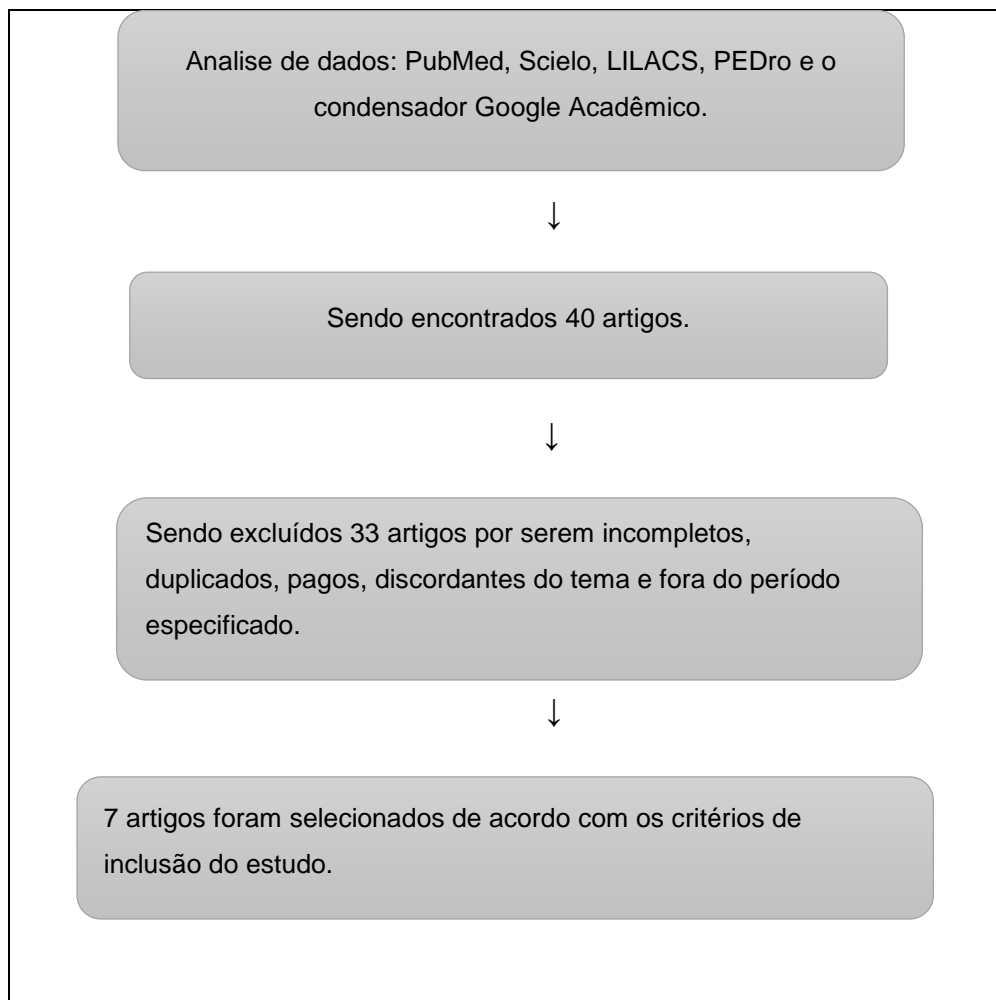 Analise de dados: PubMed, Scielo, LILACS, PEDro e o
condensador Google Acadêmico.
↓
Sendo encontrados 40 artigos.
↓
Sendo excluídos 33 artigos por serem incompletos,
duplicados, pagos, discordantes do tema e fora do período
especificado.
↓
7 artigos foram selecionados de acordo com os critérios de
inclusão do estudo.